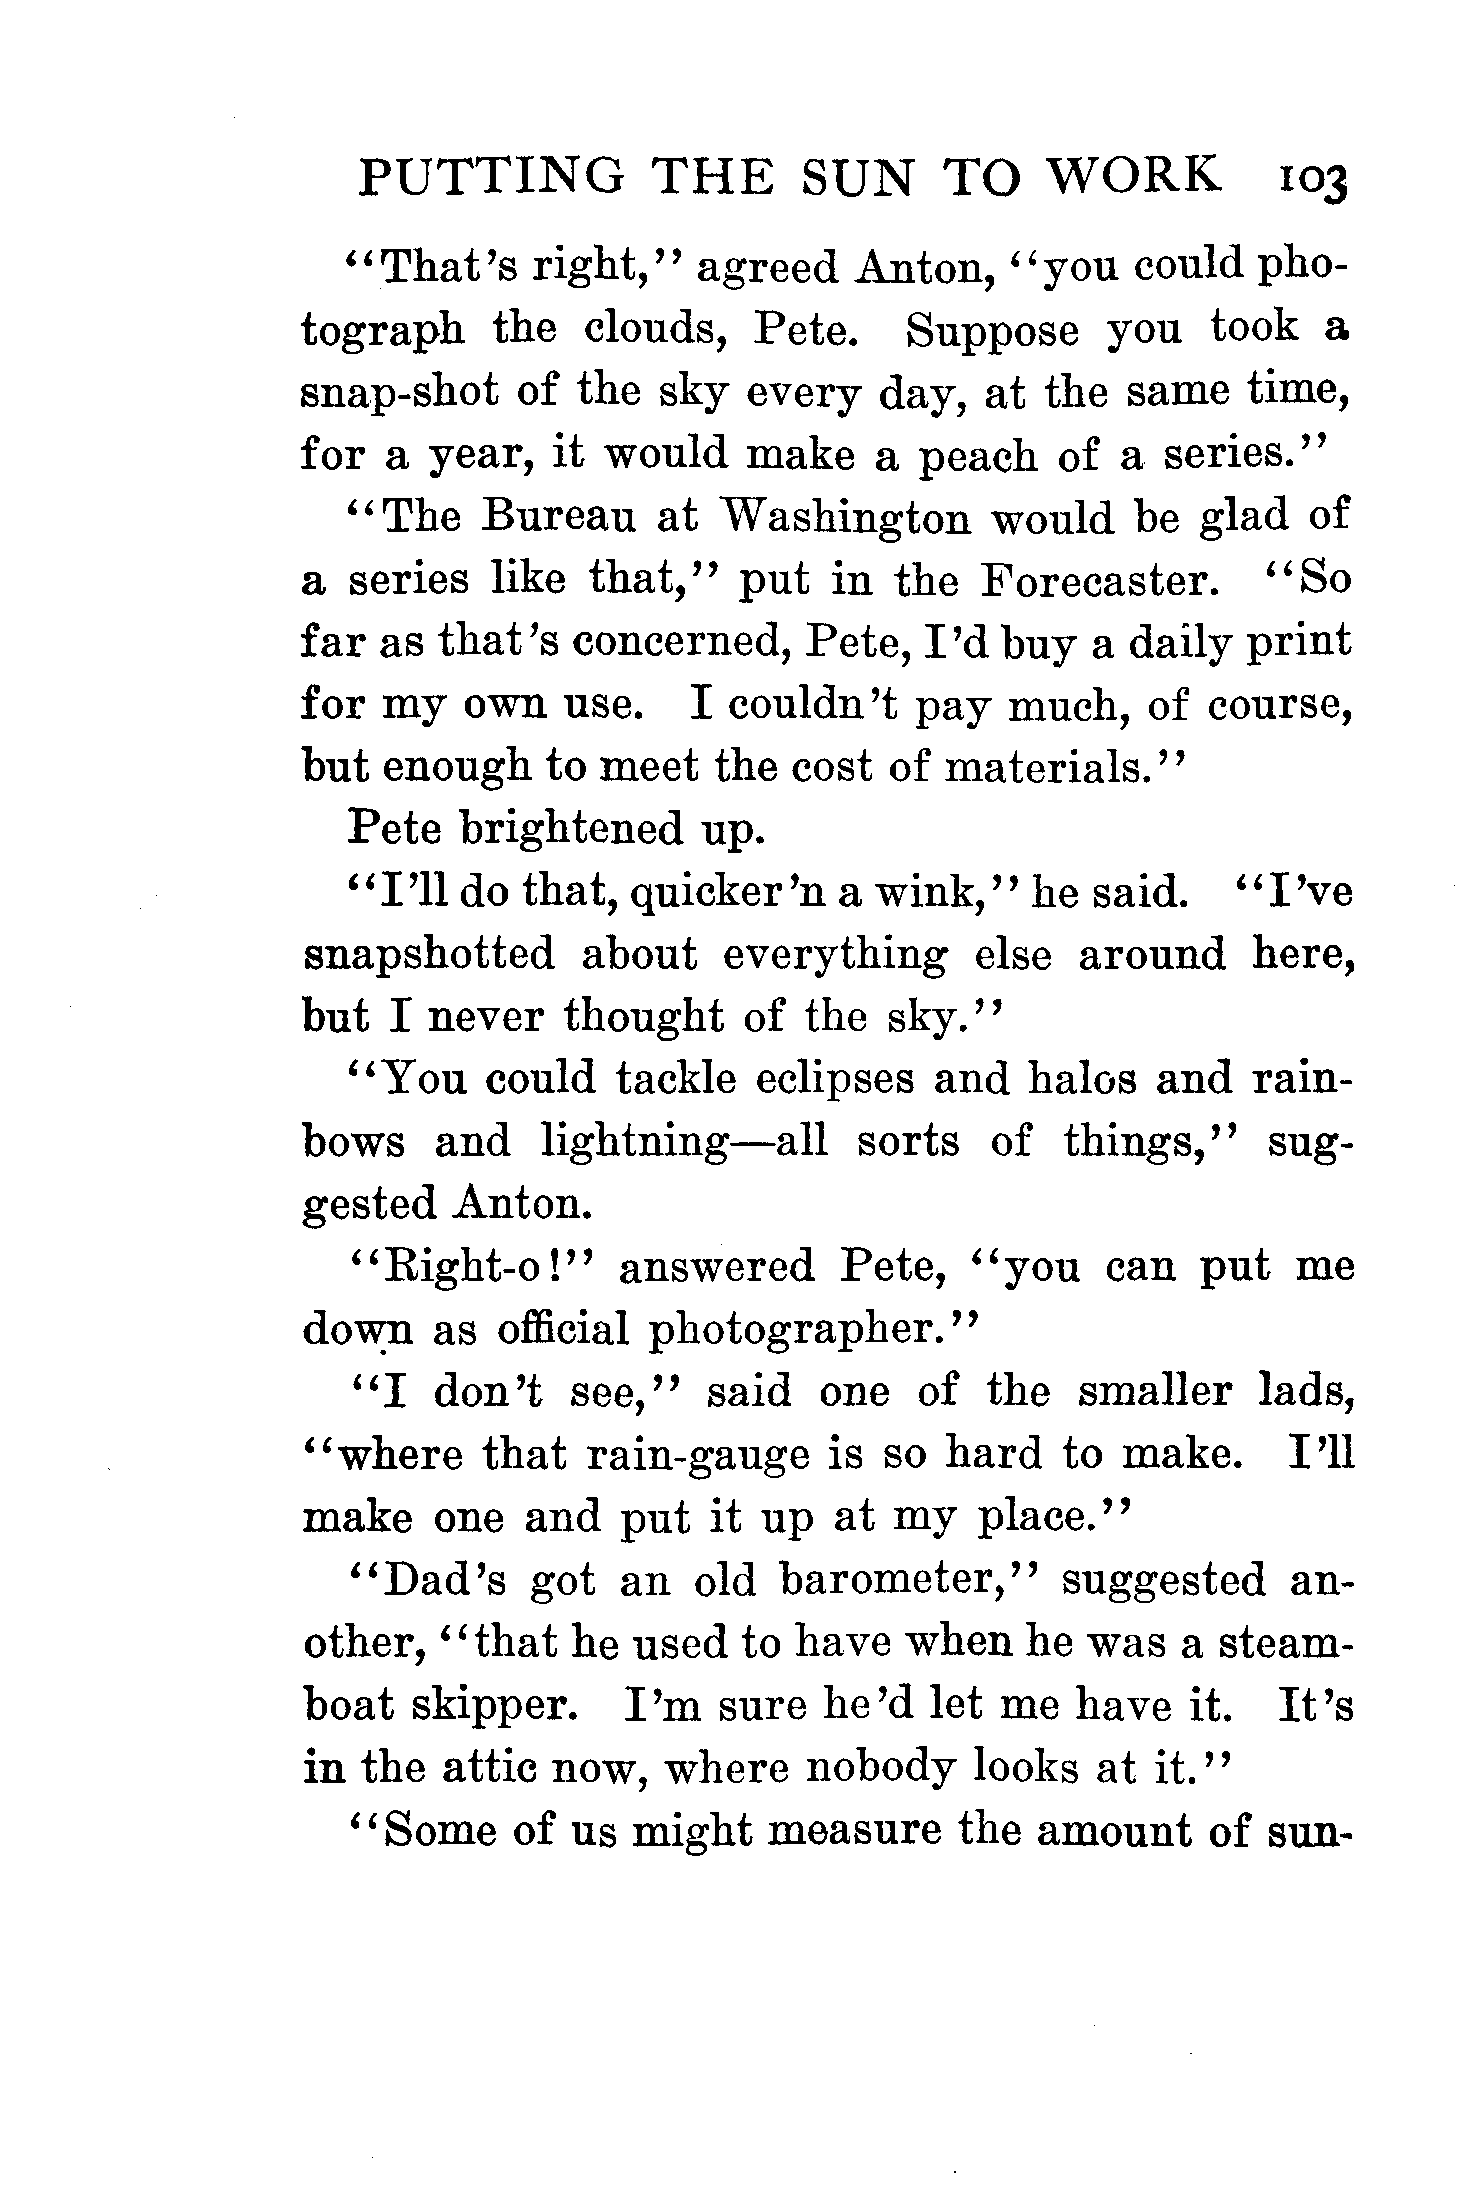 PUTTING THE SUN TO WORK 103
"That's right," agreed Anton, "you could pho-
tograph the clouds, Pete. Suppose you took a
snap-shot of the sky every day, at the same time,
for a year, it would make a peach of a series."
"The Bureau at Washington would be glad of
a series like that," put in the Forecaster. "So
far as that's concerned, Pete, I'd buy a daily print
for my own use. I couldn't pay much, of course,
but enough to meet the cost of materials."
Pete brightened up.
"I'll do that, quicker'n a wink," he said. "I've
snapshotted about everything else around here,
but I never thought of the sky."
"You could tackle eclipses and halos and rain-
bows and lightning—all sorts of things," sug-
gested Anton.
"Right-o!" answered Pete, "you can put me
down as official photographer."
"I don't see," said one of the smaller lads,
"where that rain-gauge is so hard to make. I'll
make one and put it up at my place."
"Dad's got an old barometer," suggested an-
other, "that he used to have when he was a steam-
boat skipper. I'm sure he'd let me have it. It's
in the attic now, where nobody looks at it."
"Some of us might measure the amount of sun-